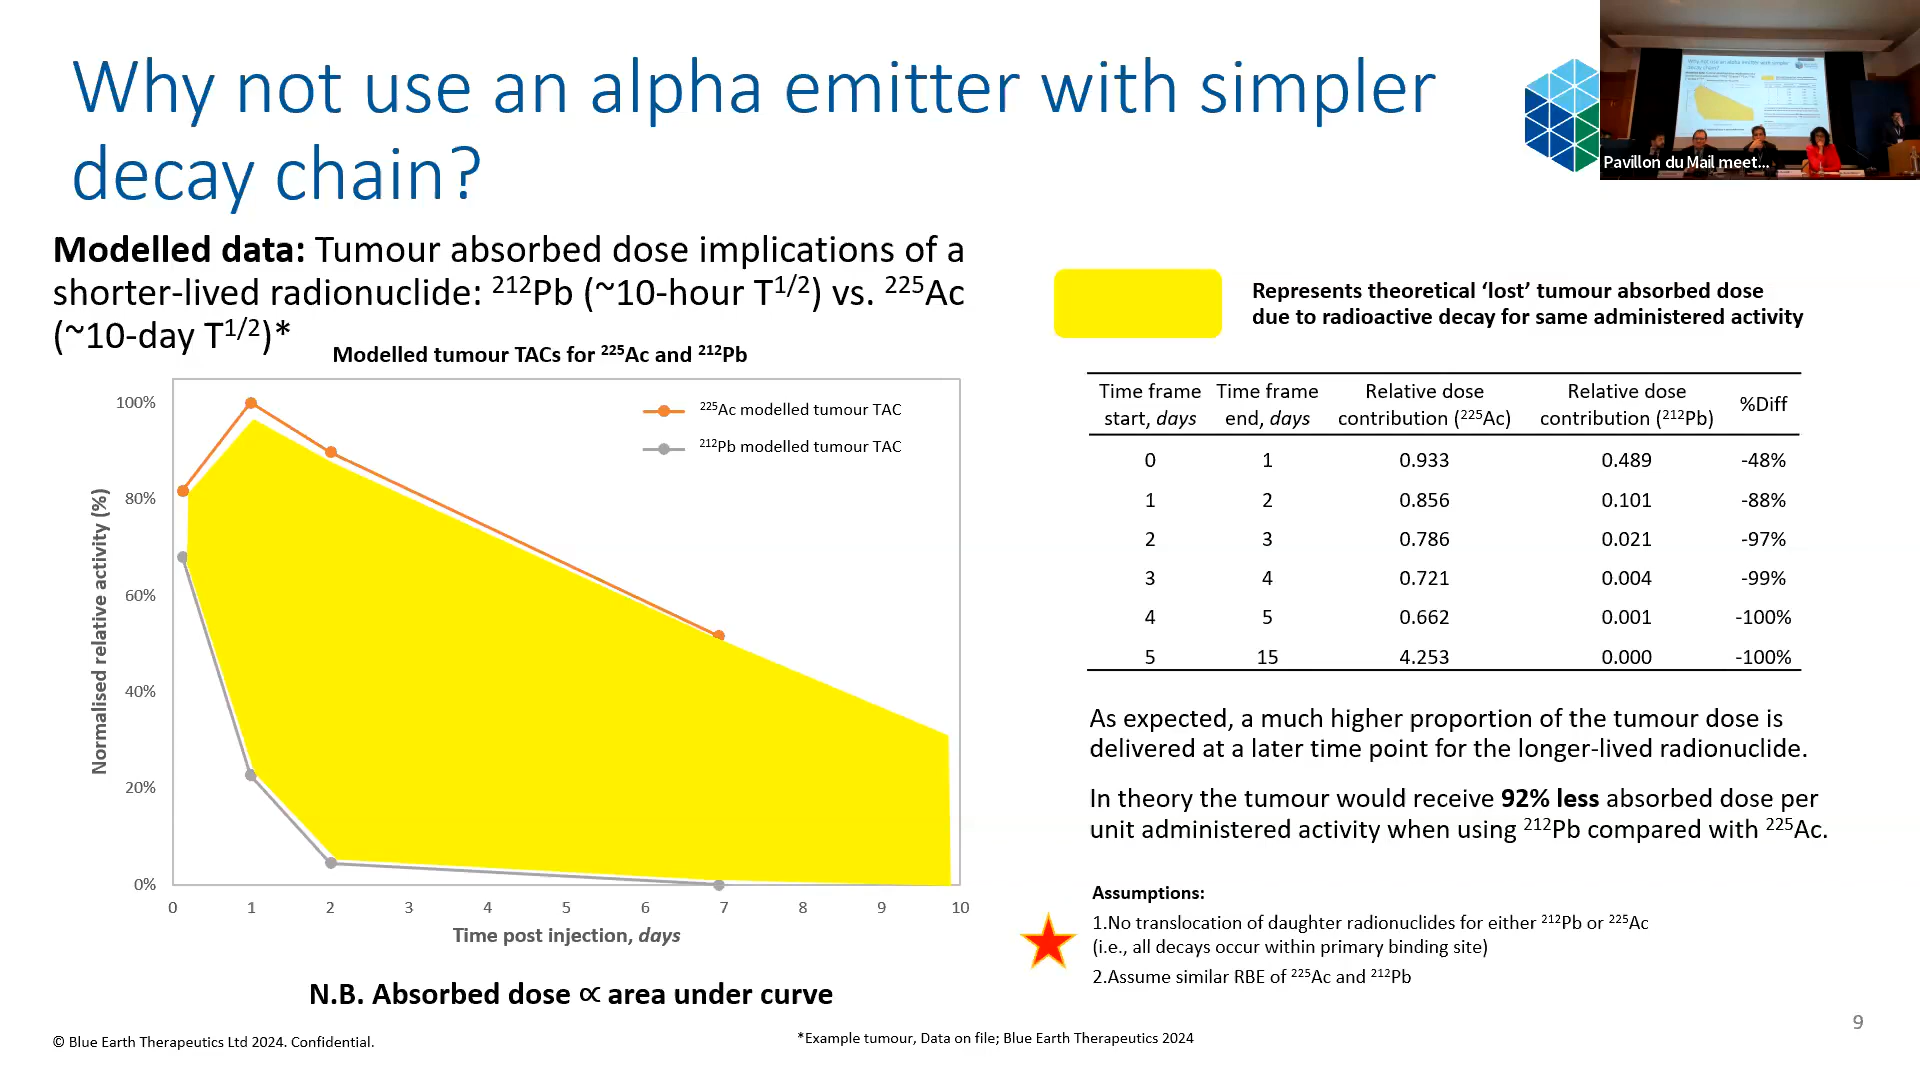 Why not use an alpha emitter with simpler
decay chain?
Pavillon du Mail meet...
Modelled data: Tumour absorbed dose implications of a
shorter-lived radionuclide: ²¹²Pb (~10-hour T¹/²) vs. ²²⁵Ac
(~10-day T¹/²)*
Modelled tumour TACs for ²²⁵Ac and ²¹²Pb
²²⁵Ac modelled tumour TAC
²¹²Pb modelled tumour TAC
Normalised relative activity (%)
100%
80%
60%
40%
20%
0%
0 1 2 3 4 5 6 7 8 9 10
Time post injection, days
N.B. Absorbed dose ∝ area under curve
Represents theoretical ‘lost’ tumour absorbed dose
due to radioactive decay for same administered activity
Time frame start, days Time frame end, days Relative dose contribution (²²⁵Ac) Relative dose contribution (²¹²Pb) %Diff
0 1 0.933 0.489 -48%
1 2 0.856 0.101 -88%
2 3 0.786 0.021 -97%
3 4 0.721 0.004 -99%
4 5 0.662 0.001 -100%
5 15 4.253 0.000 -100%
As expected, a much higher proportion of the tumour dose is
delivered at a later time point for the longer-lived radionuclide.
In theory the tumour would receive 92% less absorbed dose per
unit administered activity when using ²¹²Pb compared with ²²⁵Ac.
Assumptions:
1.No translocation of daughter radionuclides for either ²¹²Pb or ²²⁵Ac
(i.e., all decays occur within primary binding site)
2.Assume similar RBE of ²²⁵Ac and ²¹²Pb
9
© Blue Earth Therapeutics Ltd 2024. Confidential.
*Example tumour, Data on file; Blue Earth Therapeutics 2024